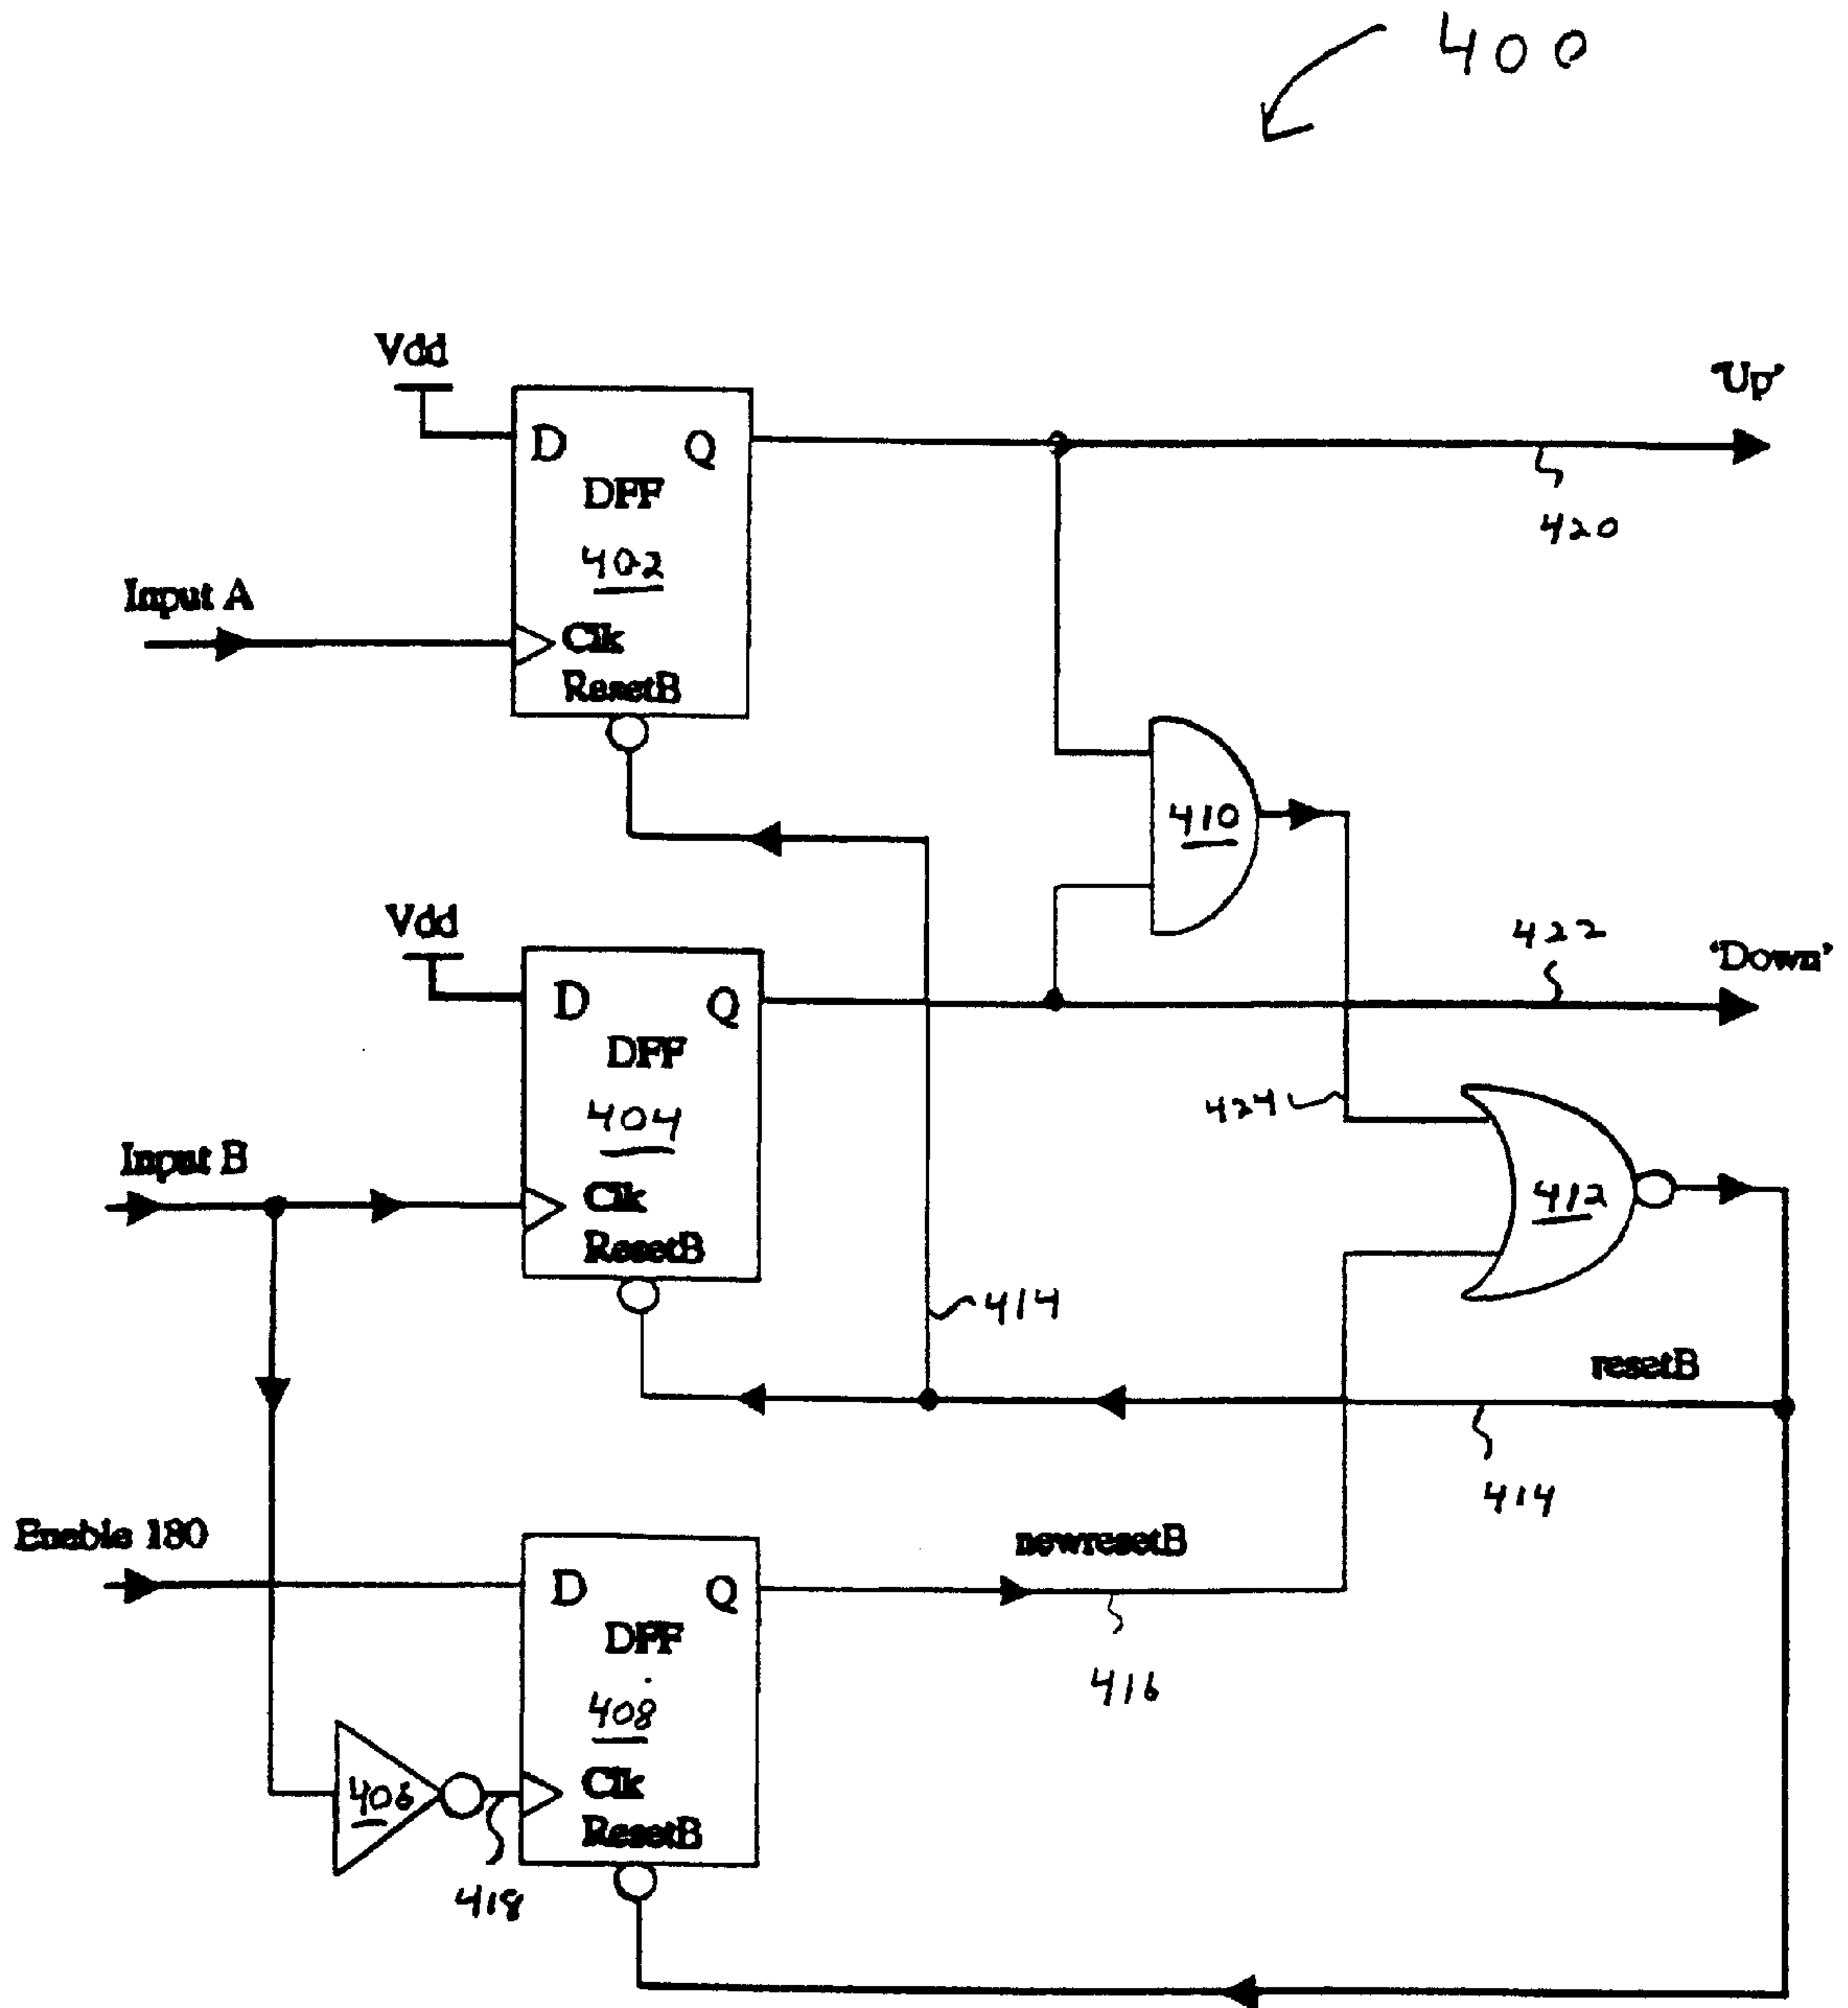 400
Vdd
'Up'
D Q
DFF
402
420
Input A
Clk
ResetB
410
Vdd
422
'Down'
D Q
DFF
404
424
Input B
412
Clk
ResetB
414
resetB
414
Enable 180
newresetB
D Q
DFF
408
416
406
Clk
ResetB
418